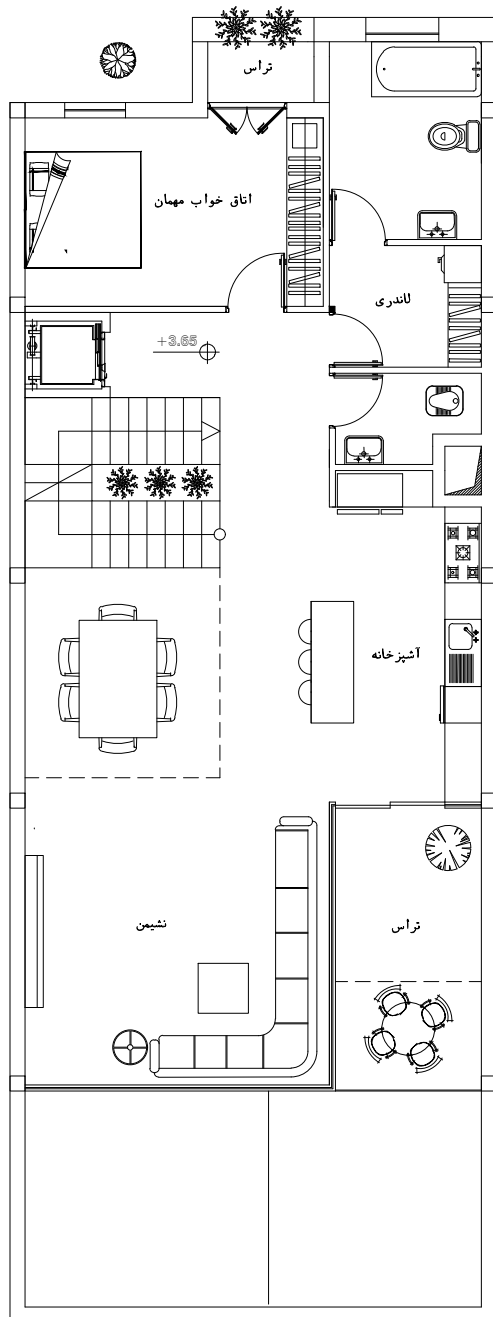 تراس
اتاق خواب مهمان
لاندری
+3.65
آشپزخانه
نشیمن
تراس